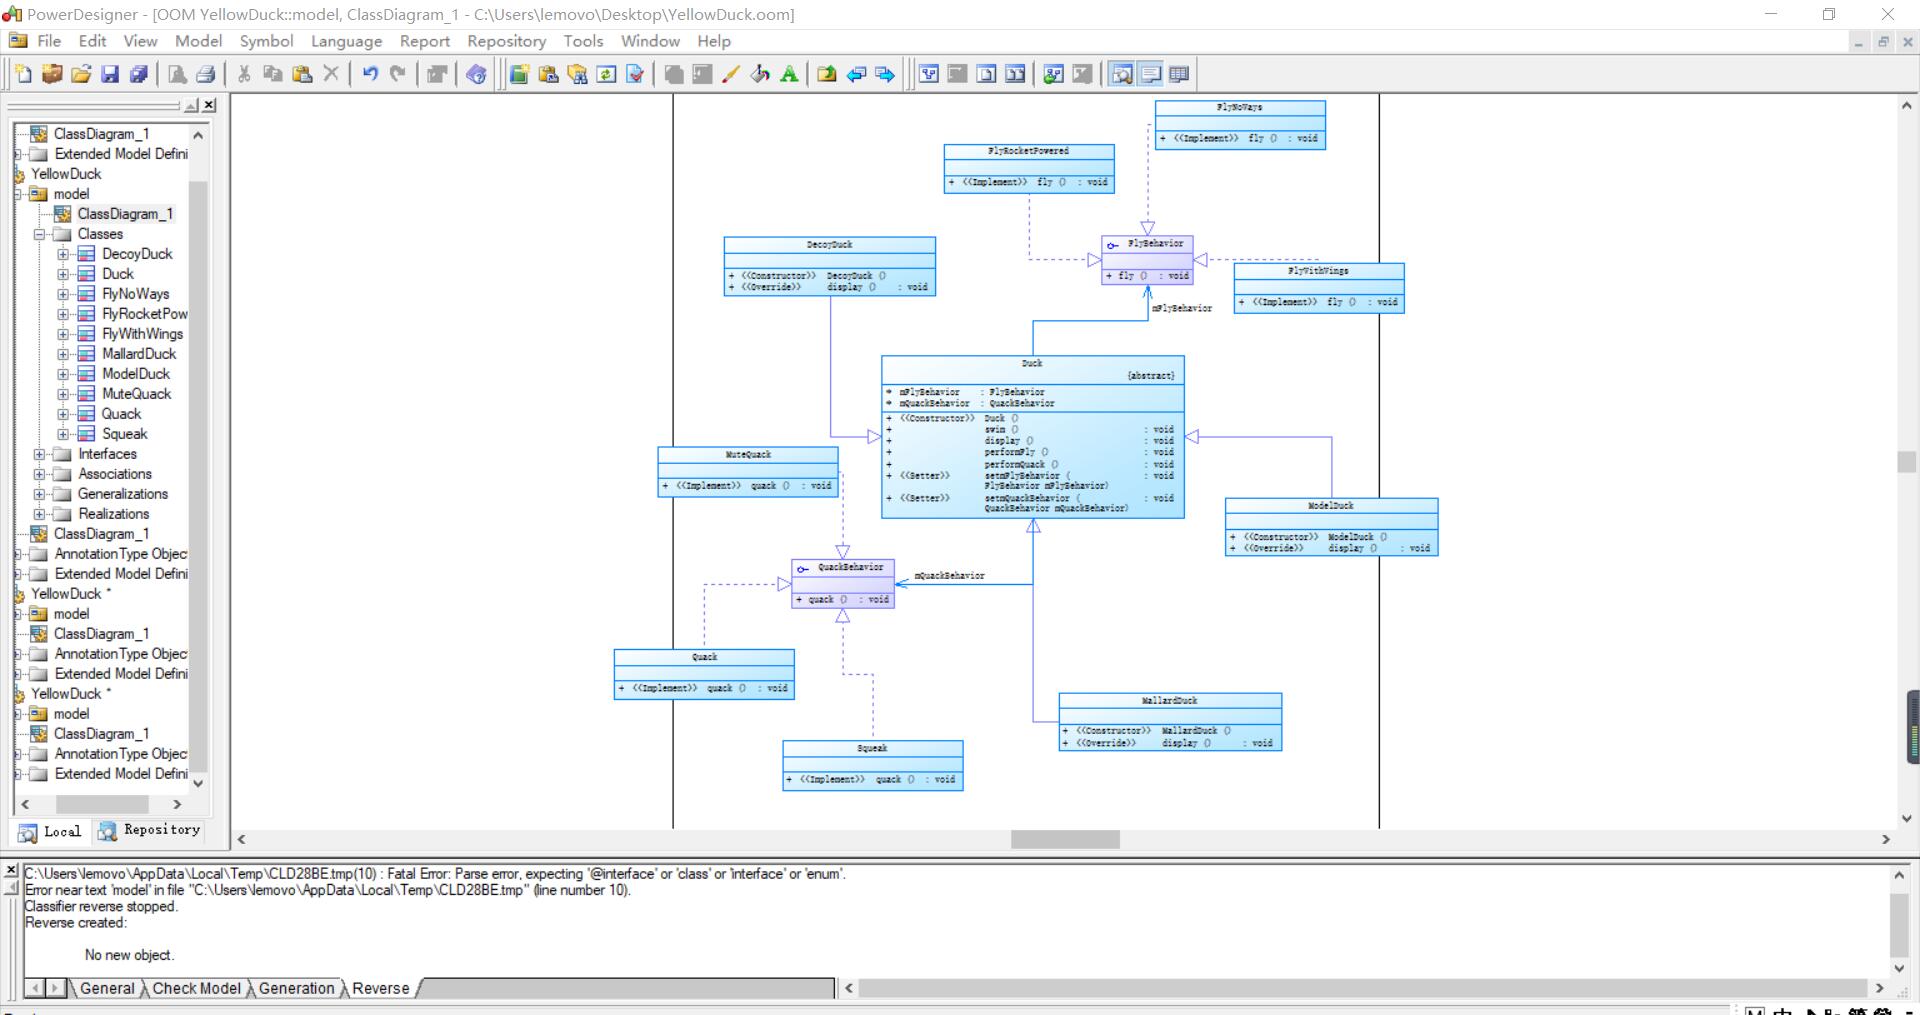 PowerDesigner - [OOM YellowDuck::model, ClassDiagram_1 - C:\Users\lemovo\Desktop\YellowDuck.oom]
File Edit View Model Symbol Language Report Repository Tools Window Help
ClassDiagram_1
Extended Model Defini
YellowDuck
model
ClassDiagram_1
Classes
DecoyDuck
Duck
FlyNoWays
FlyRocketPow
FlyWithWings
MallardDuck
ModelDuck
MuteQuack
Quack
Squeak
Interfaces
Associations
Generalizations
Realizations
ClassDiagram_1
AnnotationType Objec
Extended Model Defini
YellowDuck *
model
ClassDiagram_1
AnnotationType Objec
Extended Model Defini
YellowDuck *
model
ClassDiagram_1
AnnotationType Objec
Extended Model Defini
Local Repository
FlyNoWays
+ <<Implement>> fly () : void
FlyRocketPowered
+ <<Implement>> fly () : void
FlyBehavior
+ fly () : void
FlyWithWings
+ <<Implement>> fly () : void
DecoyDuck
+ <<Constructor>> DecoyDuck ()
+ <<Override>> display () : void
mFlyBehavior
Duck
{abstract}
mFlyBehavior : FlyBehavior
mQuackBehavior : QuackBehavior
+ <<Constructor>> Duck ()
+ swim () : void
+ display () : void
+ performFly () : void
+ performQuack () : void
+ <<Setter>> setmFlyBehavior ( : void
FlyBehavior mFlyBehavior)
+ <<Setter>> setmQuackBehavior ( : void
QuackBehavior mQuackBehavior)
MuteQuack
+ <<Implement>> quack () : void
ModelDuck
+ <<Constructor>> ModelDuck ()
+ <<Override>> display () : void
QuackBehavior
+ quack () : void
mQuackBehavior
Quack
+ <<Implement>> quack () : void
MallardDuck
+ <<Constructor>> MallardDuck ()
+ <<Override>> display () : void
Squeak
+ <<Implement>> quack () : void
C:\Users\lemovo\AppData\Local\Temp\CLD28BE.tmp(10) : Fatal Error: Parse error, expecting '@interface' or 'class' or 'interface' or 'enum'.
Error near text 'model' in file "C:\Users\lemovo\AppData\Local\Temp\CLD28BE.tmp" (line number 10).
Classifier reverse stopped.
Reverse created:
No new object.
General Check Model Generation Reverse